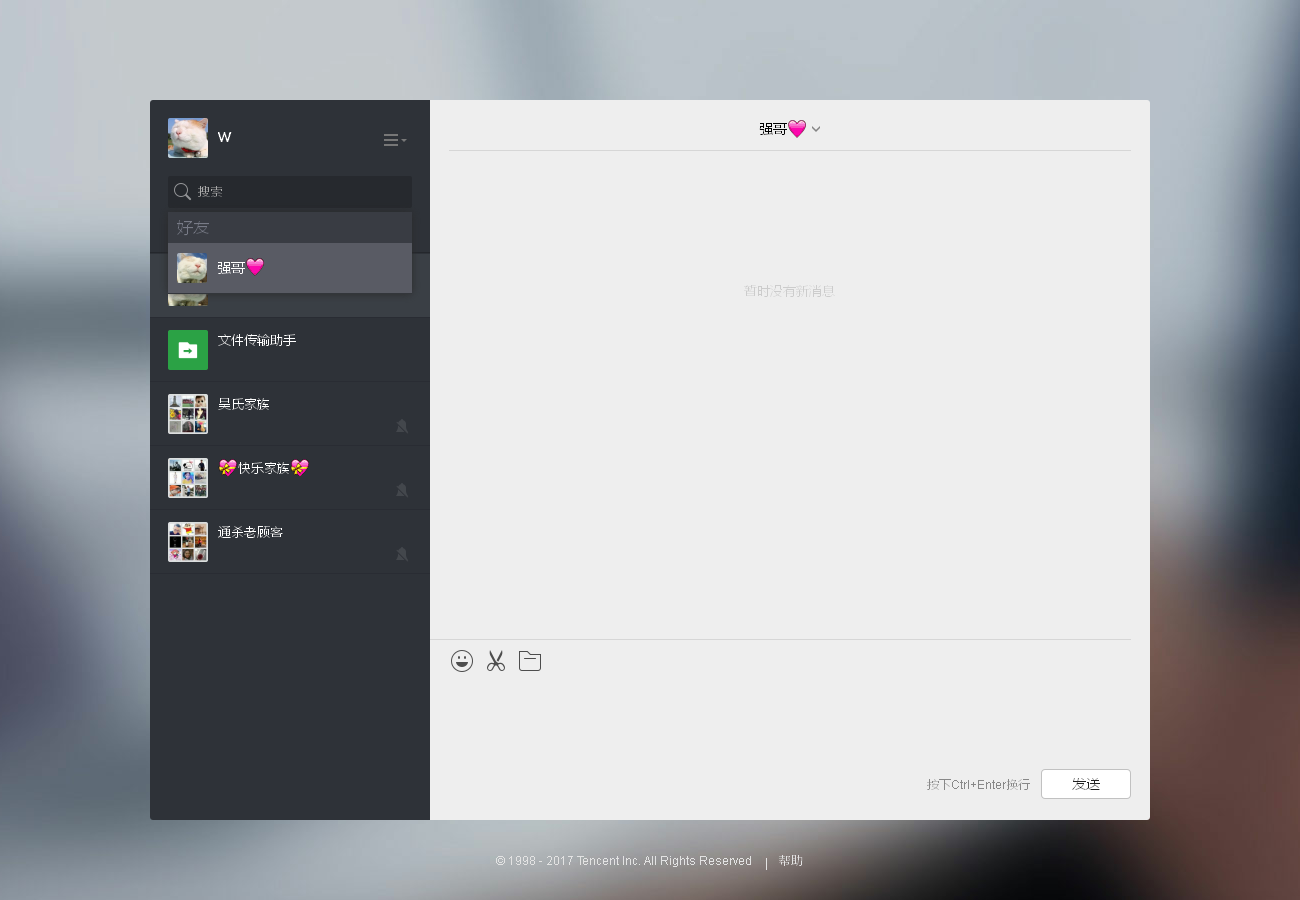 W
搜索
好友
强哥💗
文件传输助手
吴氏家族
💝快乐家族💝
通杀老顾客
强哥💗
暂时没有新消息
按下Ctrl+Enter换行
发送
© 1998 - 2017 Tencent Inc. All Rights Reserved | 帮助